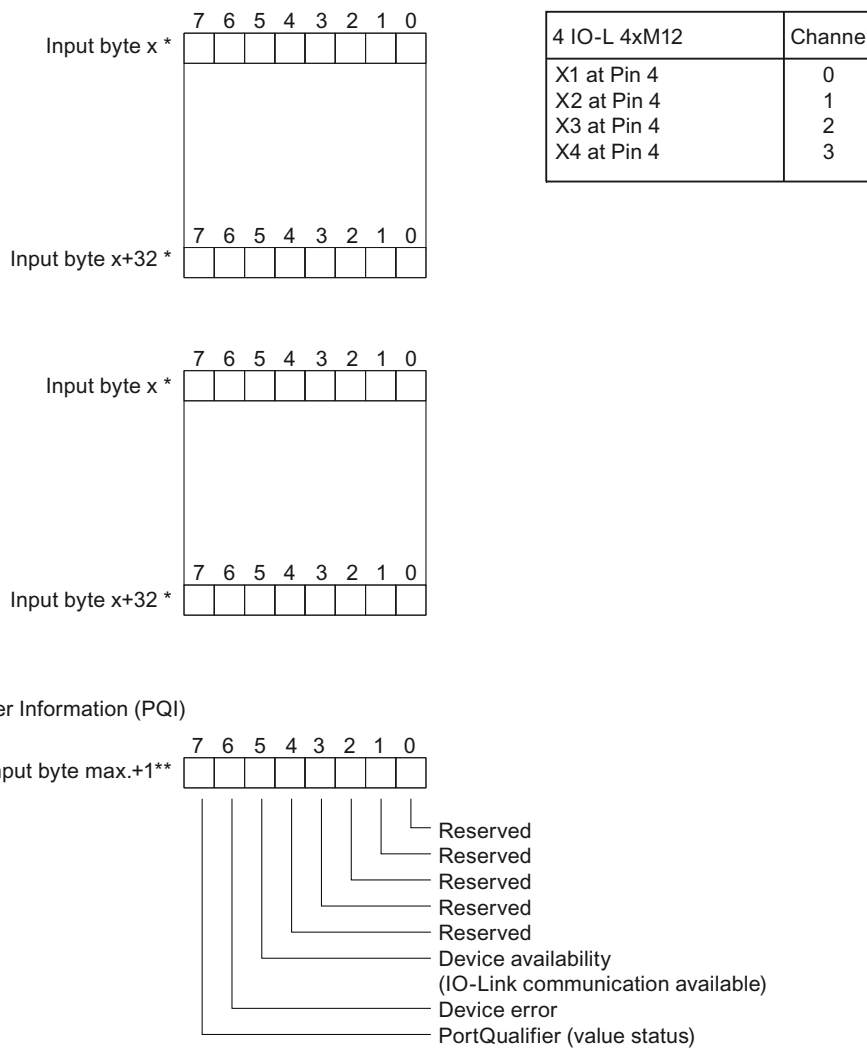 7 6 5 4 3 2 1 0
Input byte x *
7 6 5 4 3 2 1 0
Input byte x+32 *
4 IO-L 4xM12 Channe
X1 at Pin 4 0
X2 at Pin 4 1
X3 at Pin 4 2
X4 at Pin 4 3
7 6 5 4 3 2 1 0
Input byte x *
7 6 5 4 3 2 1 0
Input byte x+32 *
er Information (PQI)
7 6 5 4 3 2 1 0
nput byte max.+1**
Reserved
Reserved
Reserved
Reserved
Reserved
Device availability
(IO-Link communication available)
Device error
PortQualifier (value status)